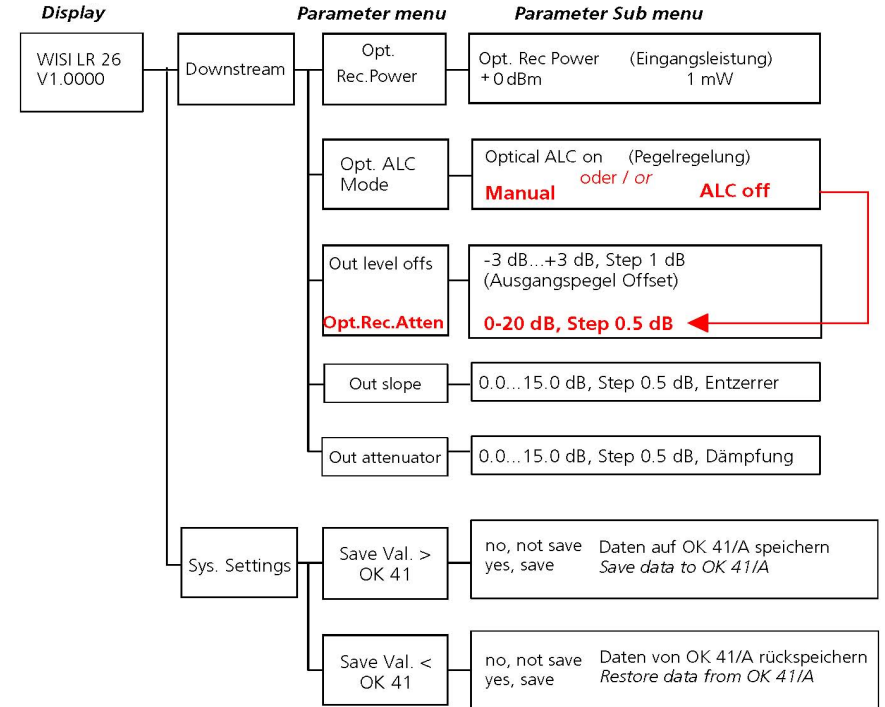 Display
Parameter menu
Parameter Sub menu
WISI LR 26
V1.0000
Downstream
Opt.
Rec.Power
Opt. Rec Power (Eingangsleistung)
+0 dBm 1 mW
Opt. ALC
Mode
Optical ALC on (Pegelregelung)
oder / or
Manual ALC off
Out level offs
Opt.Rec.Atten
-3 dB...+3 dB, Step 1 dB
(Ausgangspegel Offset)
0-20 dB, Step 0.5 dB
Out slope
0.0...15.0 dB, Step 0.5 dB, Entzerrer
Out attenuator
0.0...15.0 dB, Step 0.5 dB, Dämpfung
Sys. Settings
Save Val. >
OK 41
no, not save Daten auf OK 41/A speichern
yes, save Save data to OK 41/A
Save Val. <
OK 41
no, not save Daten von OK 41/A rückspeichern
yes, save Restore data from OK 41/A